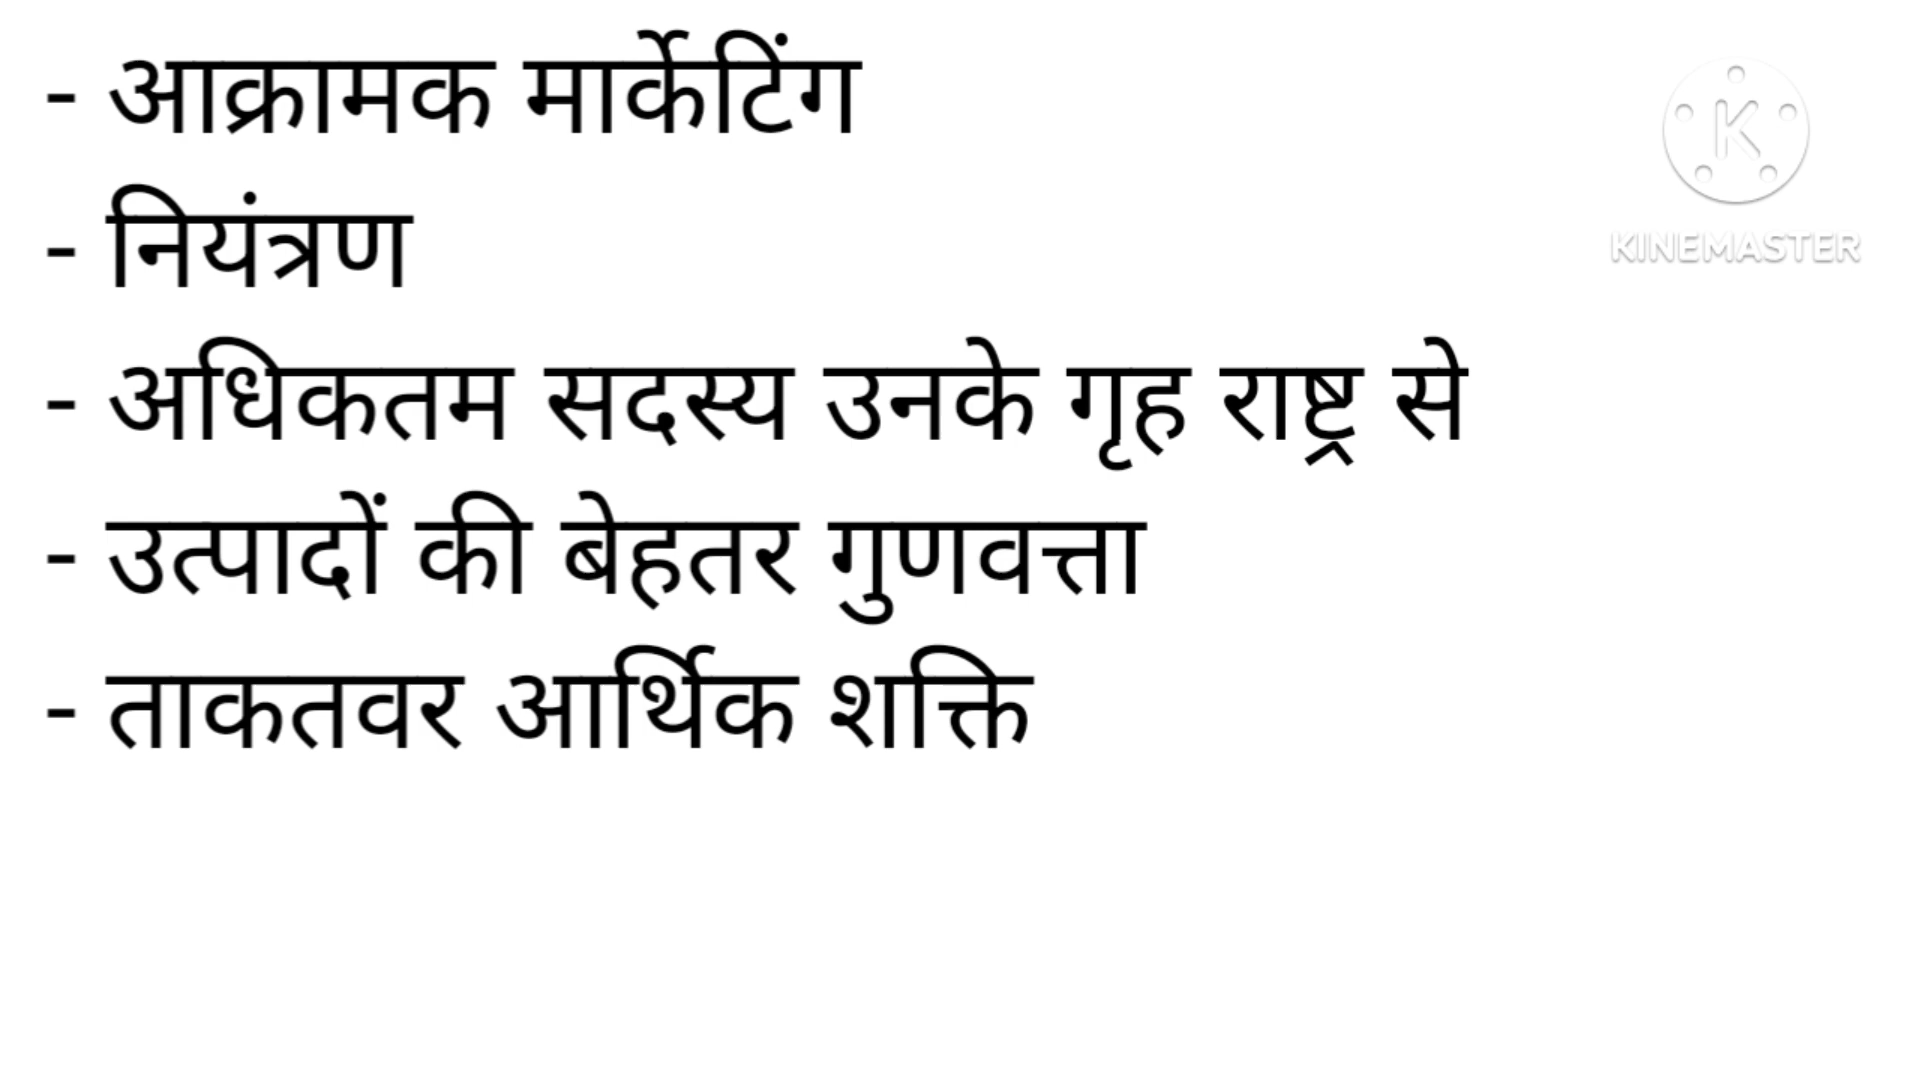 - आक्रामक मार्केटिंग
- नियंत्रण
- अधिकतम सदस्य उनके गृह राष्ट्र से
- उत्पादों की बेहतर गुणवत्ता
- ताकतवर आर्थिक शक्ति
K
KINEMASTER